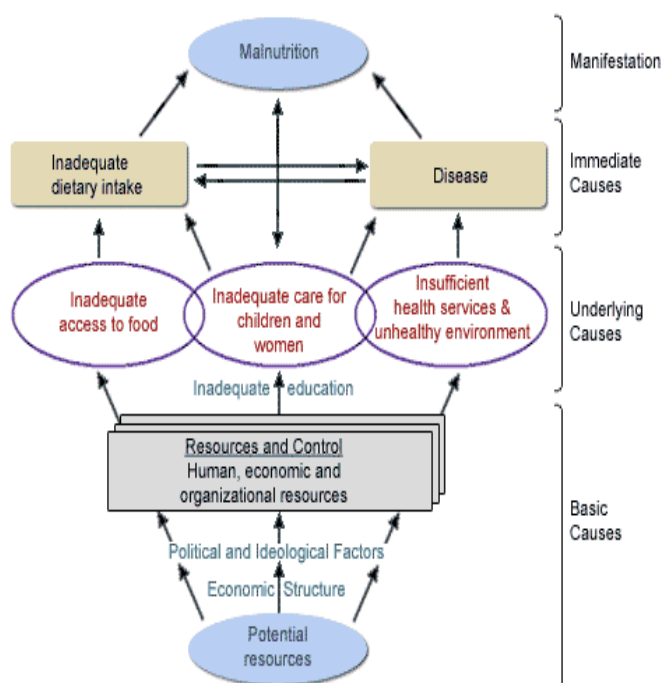 Malnutrition
Manifestation
Inadequate
dietary intake
Disease
Immediate
Causes
Inadequate
access to food
Inadequate care for
children and
women
Insufficient
health services &
unhealthy environment
Underlying
Causes
Inadequate education
Resources and Control
Human, economic and
organizational resources
Political and Ideological Factors
Economic Structure
Basic
Causes
Potential
resources